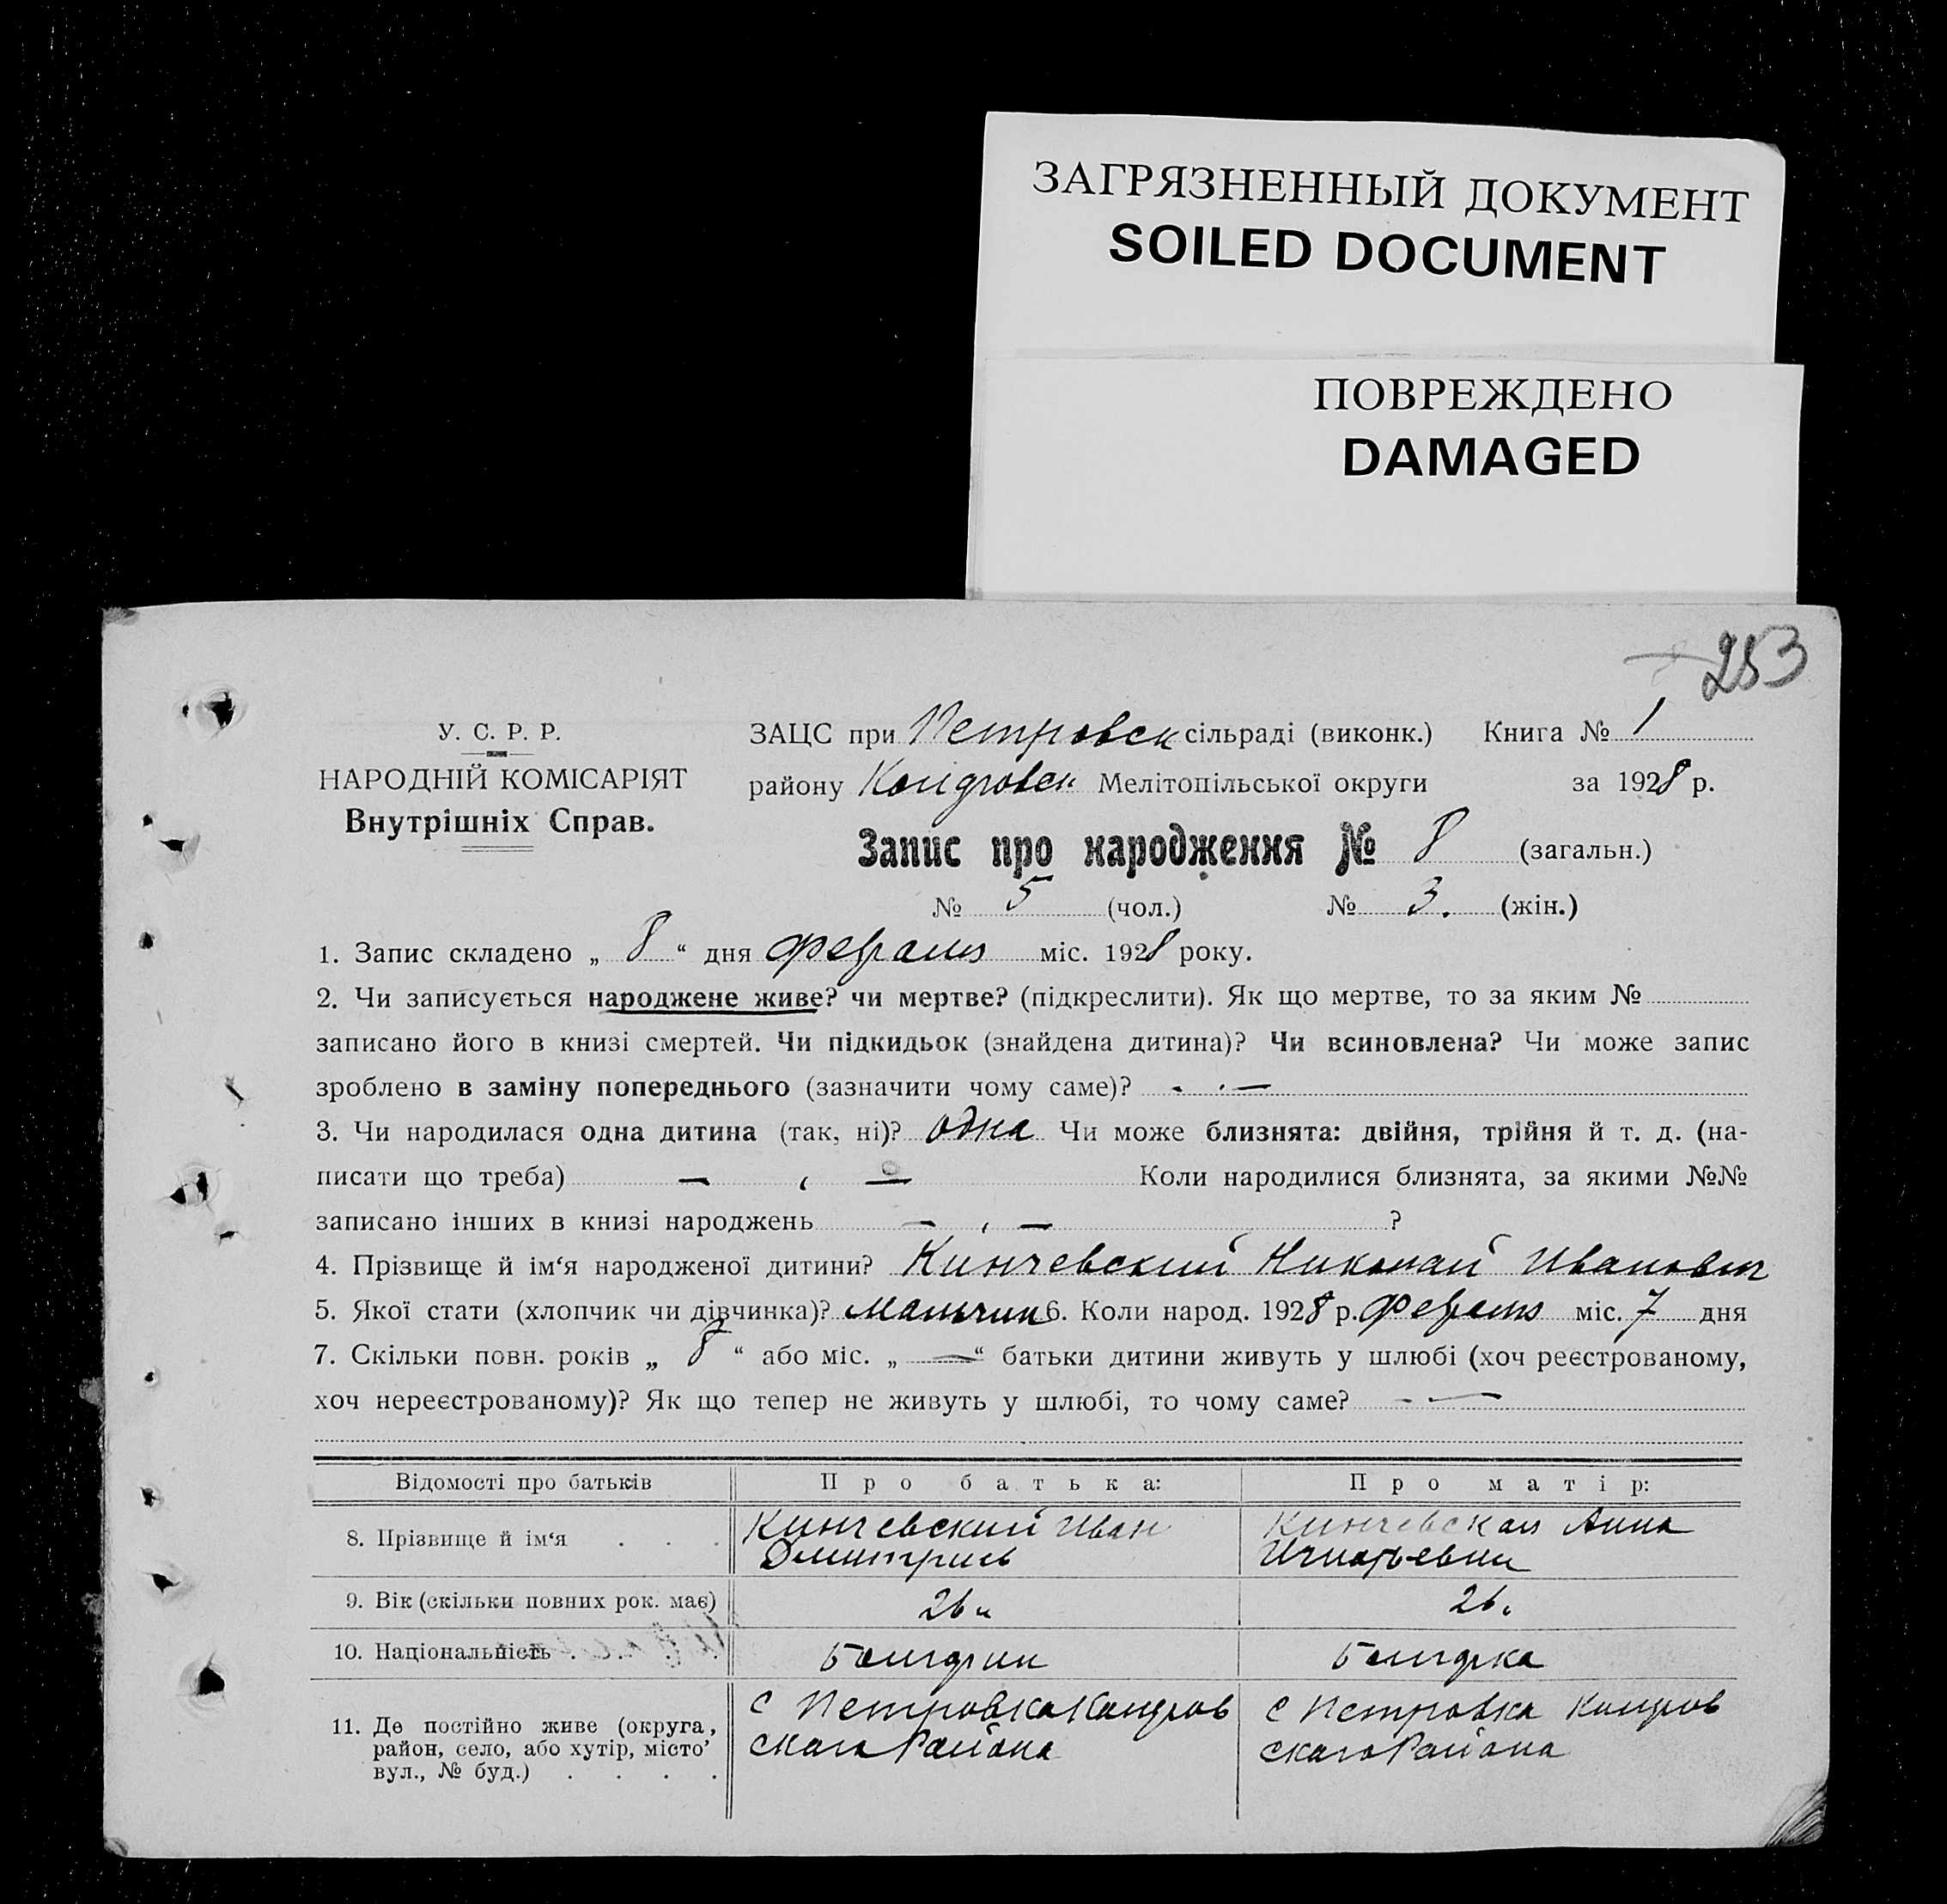 ЗАГРЯЗНЕННЫЙ ДОКУМЕНТ
SOILED DOCUMENT
ПОВРЕЖДЕНО
DAMAGED
253
У. С. Р. Р.
НАРОДНІЙ КОМІСАРІЯТ
Внутрішніх Справ.
ЗАЦС при Петровск сільраді (виконк.) Книга № 1
району Мелітопільської округи за 1928 р.
Запис про народження № 8 (загальн.)
№ 5 (чол.) № 3. (жін.)
1. Запис складено „ 8 “ дня февраля міс. 1928 року.
2. Чи записується народжене живе? чи мертве? (підкреслити). Як що мертве, то за яким №
записано його в книзі смертей. Чи підкидьок (знайдена дитина)? Чи всиновлена? Чи може запис
зроблено в заміну попереднього (зазначити чому саме)? - · —
3. Чи народилася одна дитина (так, ні)? одна Чи може близнята: двійня, трійня й т. д. (на-
писати що треба) — , — Коли народилися близнята, за якими №№
записано інших в книзі народжень — , — ?
4. Прізвище й ім‘я народженої дитини? Кинчевский Николай Иванович
5. Якої стати (хлопчик чи дівчинка)? мальчик 6. Коли народ. 1928 р. февраля міс. 7 дня
7. Скільки повн. років „ 8 “ або міс. „ — “ батьки дитини живуть у шлюбі (хоч реєстрованому,
хоч нереєстрованому)? Як що тепер не живуть у шлюбі, то чому саме? - —
Відомості про батьків Про батька: Про матір:
8. Прізвище й ім‘я . . . Кинчевский Иван Кинчевская Анна
Дмитрись Игнатьевна
9. Вік (скільки повних рок. має) 26 26.
10. Національність . . . . Болгарин Болгарка
11. Де постійно живе (округа, с Петровка с Петровка
район, село, або хутір, місто’ скаго Района скаго Района
вул., № буд.) . . . .